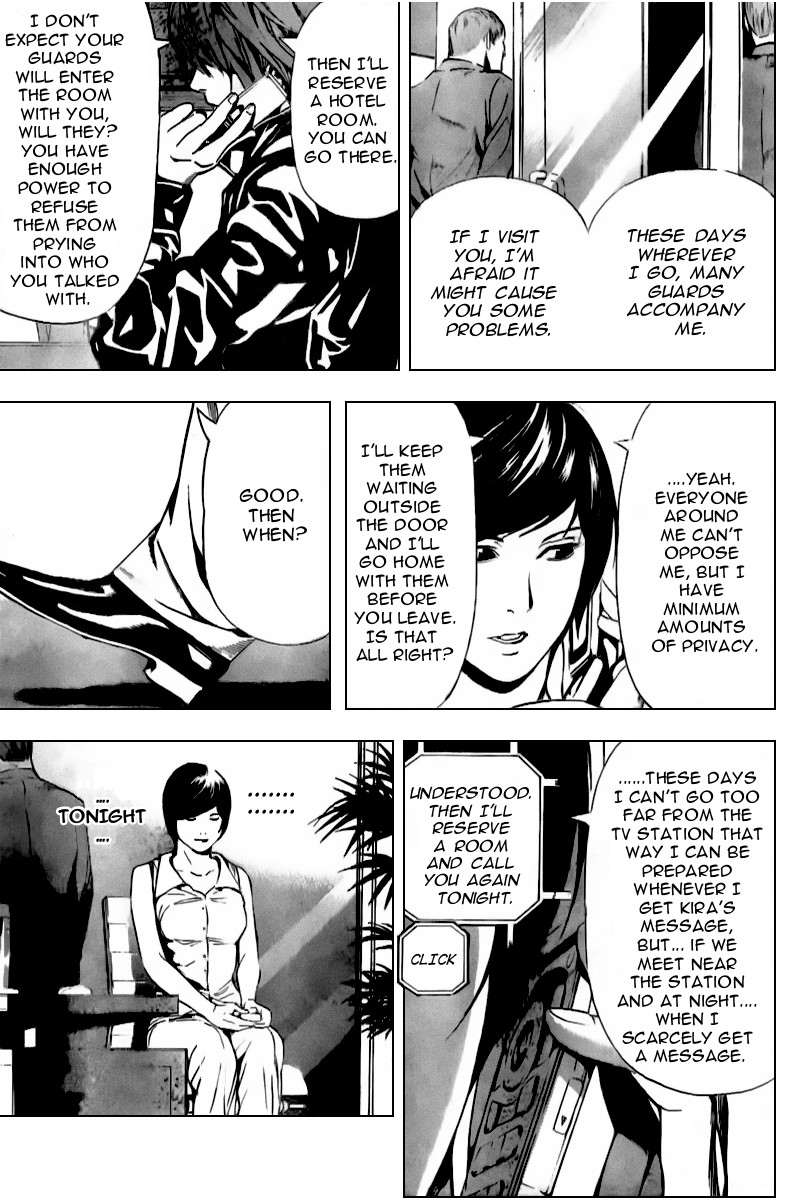 THESE DAYS
WHEREVER
I GO, MANY
GUARDS
ACCOMPANY
ME.
IF I VISIT
YOU, I'M
AFRAID IT
MIGHT CAUSE
YOU SOME
PROBLEMS.
THEN I'LL
RESERVE
A HOTEL
ROOM.
YOU CAN
GO THERE.
I DON'T
EXPECT YOUR
GUARDS
WILL ENTER
THE ROOM
WITH YOU,
WILL THEY?
YOU HAVE
ENOUGH
POWER TO
REFUSE
THEM FROM
PRYING
INTO WHO
YOU TALKED
WITH.
....YEAH.
EVERYONE
AROUND
ME CAN'T
OPPOSE
ME, BUT I
HAVE
MINIMUM
AMOUNTS
OF PRIVACY.
I'LL KEEP
THEM
WAITING
OUTSIDE
THE DOOR
AND I'LL
GO HOME
WITH THEM
BEFORE
YOU LEAVE.
IS THAT
ALL RIGHT?
GOOD.
THEN
WHEN?
......THESE DAYS
I CAN'T GO TOO
FAR FROM THE
TV STATION THAT
WAY I CAN BE
PREPARED
WHENEVER I
GET KIRA'S
MESSAGE,
BUT... IF WE
MEET NEAR
THE STATION
AND AT NIGHT....
WHEN I
SCARCELY GET
A MESSAGE.
UNDERSTOOD.
THEN I'LL
RESERVE
A ROOM
AND CALL
YOU AGAIN
TONIGHT.
CLICK
.......
.......
....
TONIGHT
....